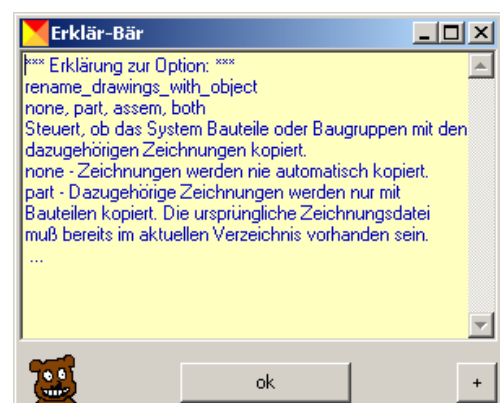 Erklär-Bär
*** Erklärung zur Option: ***
rename_drawings_with_object
none, part, assem, both
Steuert, ob das System Bauteile oder Baugruppen mit den
dazugehörigen Zeichnungen kopiert.
none - Zeichnungen werden nie automatisch kopiert.
part - Dazugehörige Zeichnungen werden nur mit
Bauteilen kopiert. Die ursprüngliche Zeichnungsdatei
muß bereits im aktuellen Verzeichnis vorhanden sein.
...
ok
+